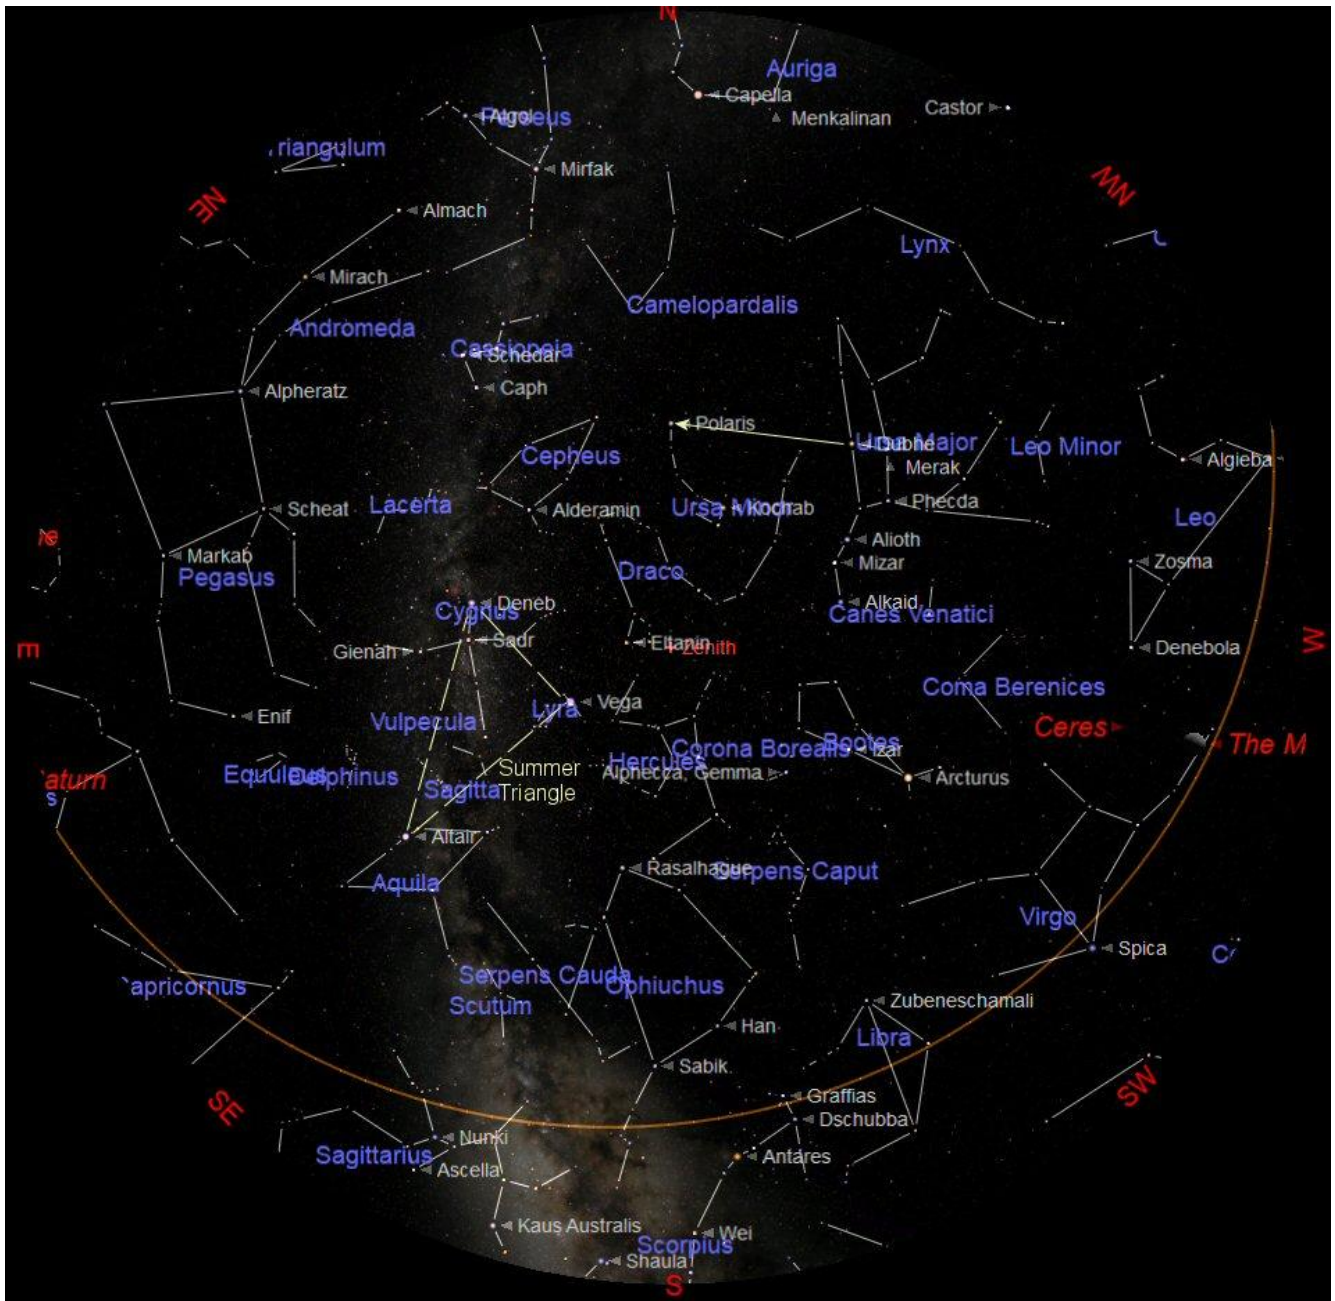 N
Auriga
Capella
Castor
Perseus
Algol
Menkalinan
riangulum
Mirfak
NW
NE
Almach
Lynx
Mirach
Camelopardalis
Andromeda
Cassiopeia
Schedar
Caph
Alpheratz
Polaris
Ursa Major
Dubhe
Leo Minor
Cepheus
Algieba
Merak
Lacerta
Scheat
Alderamin
Ursa Minor
Kochab
Phecda
Leo
Alioth
Markab
Pegasus
Draco
Mizar
Zosma
Cygnus
Deneb
Alkaid
Canes Venatici
E
Gienah
Sadr
Eltanin
Zenith
Denebola
W
Coma Berenices
Enif
Vulpecula
Lyra
Vega
Ceres
Hercules
Corona Borealis
Bootes
Izar
The M
Equuleus
Delphinus
Summer
Triangle
Alphecca, Gemma
Arcturus
aturn
s
Sagitta
Altair
Rasalhague
Serpens Caput
Aquila
Virgo
Spica
apricornus
Serpens Cauda
Ophiuchus
Scutum
Zubeneschamali
Han
Libra
Sabik
SE
Graffias
SW
Dschubba
Nunki
Sagittarius
Ascella
Antares
Kaus Australis
Wei
Scorpius
Shaula
S